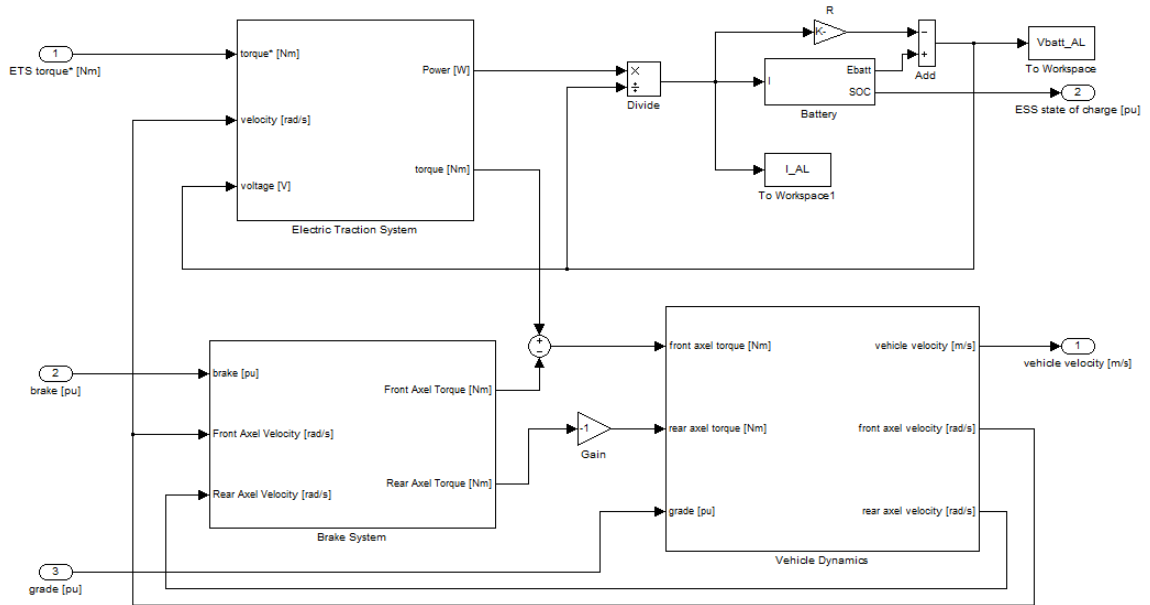 R
K-
1
ETS torque* [Nm]
torque* [Nm]
Power [W]
velocity [rad/s]
torque [Nm]
voltage [V]
Electric Traction System
×
÷
Divide
I
Ebatt
SOC
Battery
−
+
Add
Vbatt_AL
To Workspace
2
ESS state of charge [pu]
I_AL
To Workspace1
+
−
2
brake [pu]
brake [pu]
Front Axel Torque [Nm]
Front Axel Velocity [rad/s]
Rear Axel Torque [Nm]
Rear Axel Velocity [rad/s]
Brake System
-1
Gain
front axel torque [Nm]
vehicle velocity [m/s]
rear axel torque [Nm]
front axel velocity [rad/s]
grade [pu]
rear axel velocity [rad/s]
Vehicle Dynamics
1
vehicle velocity [m/s]
3
grade [pu]